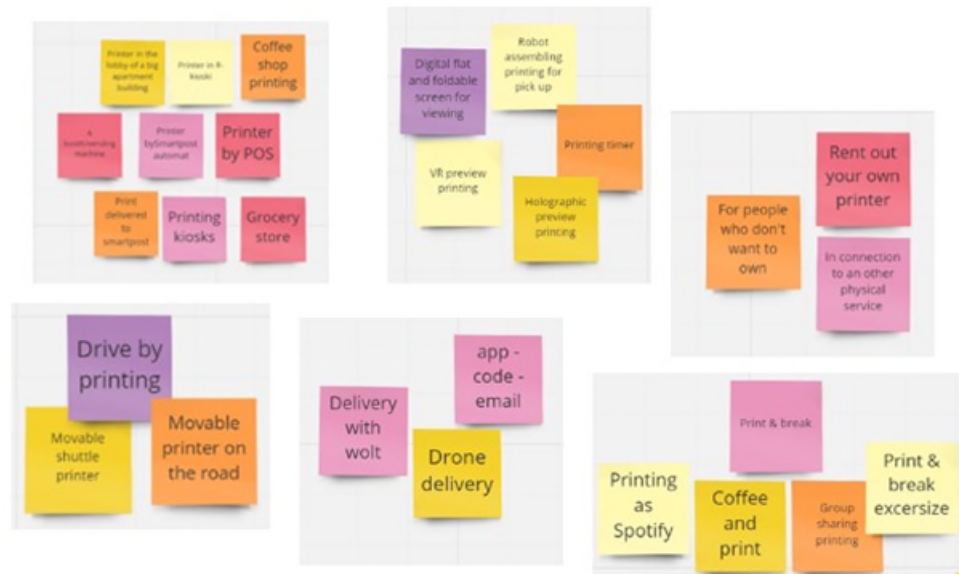 Printer in the
lobby of a big
apartment
building
Printer in R-
kioski
Coffee
shop
printing
A
booth/vending
machine
Printer
bySmartpost
automat
Printer
by POS
Print
delivered
to
smartpost
Printing
kiosks
Grocery
store
Digital flat
and foldable
screen for
viewing
Robot
assembling
printing for
pick up
Printing timer
VR preview
printing
Holographic
preview
printing
For people
who don't
want to
own
Rent out
your own
printer
In connection
to an other
physical
service
Drive by
printing
Movable
shuttle
printer
Movable
printer on
the road
Delivery
with
wolt
app -
code -
email
Drone
delivery
Print & break
Printing
as
Spotify
Coffee
and
print
Group
sharing
printing
Print &
break
excersize